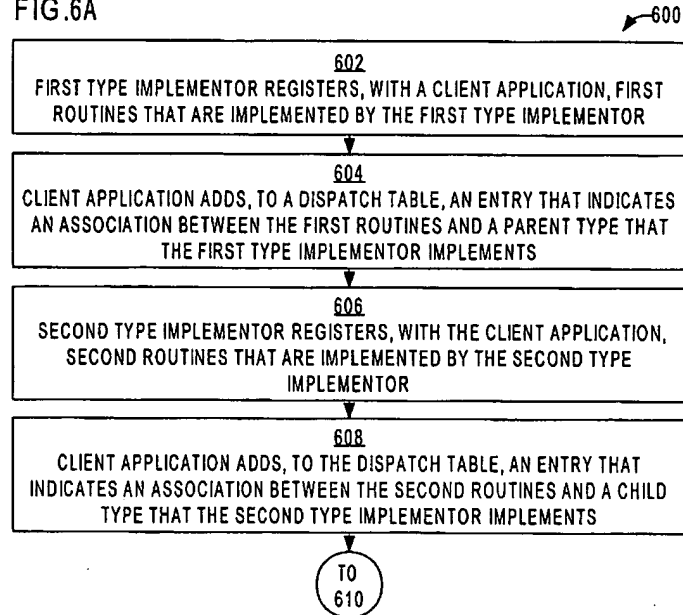 FIG.6A
600
602
FIRST TYPE IMPLEMENTOR REGISTERS, WITH A CLIENT APPLICATION, FIRST
ROUTINES THAT ARE IMPLEMENTED BY THE FIRST TYPE IMPLEMENTOR
604
CLIENT APPLICATION ADDS, TO A DISPATCH TABLE, AN ENTRY THAT INDICATES
AN ASSOCIATION BETWEEN THE FIRST ROUTINES AND A PARENT TYPE THAT
THE FIRST TYPE IMPLEMENTOR IMPLEMENTS
606
SECOND TYPE IMPLEMENTOR REGISTERS, WITH THE CLIENT APPLICATION,
SECOND ROUTINES THAT ARE IMPLEMENTED BY THE SECOND TYPE
IMPLEMENTOR
608
CLIENT APPLICATION ADDS, TO THE DISPATCH TABLE, AN ENTRY THAT
INDICATES AN ASSOCIATION BETWEEN THE SECOND ROUTINES AND A CHILD
TYPE THAT THE SECOND TYPE IMPLEMENTOR IMPLEMENTS
TO
610